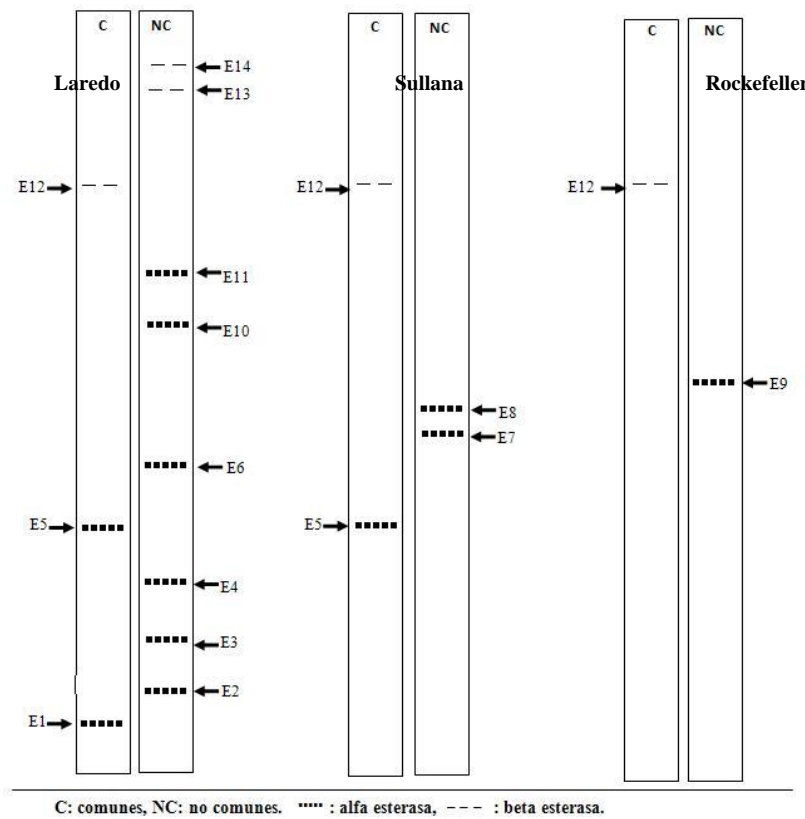 C NC C NC C NC
E14
Laredo Sullana Rockefeller
E13
E12 E12 E12
E11
E10
E9
E8
E7
E6
E5 E5
E4
E3
E2
E1
C: comunes, NC: no comunes. ····· : alfa esterasa, --- : beta esterasa.